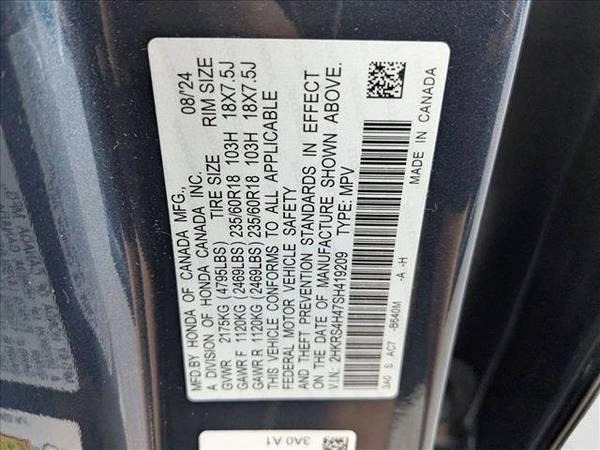 MFD.BY HONDA OF CANADA MFG., 08/'24
A DIVISION OF HONDA CANADA INC.
GVWR 2175KG (4795LBS) TIRE SIZE RIM SIZE
GAWR F 1120KG (2469LBS) 235/60R18 103H 18X7.5J
GAWR R 1120KG (2469LBS) 235/60R18 103H 18X7.5J
THIS VEHICLE CONFORMS TO ALL APPLICABLE
FEDERAL MOTOR VEHICLE SAFETY
AND THEFT PREVENTION STANDARDS IN EFFECT
ON THE DATE OF MANUFACTURE SHOWN ABOVE.
V.I.N.: 2HKRS4H47SH419209 TYPE: MPV
3A0 S AC7 -B640M -A -H
MADE IN CANADA
3A0 A1